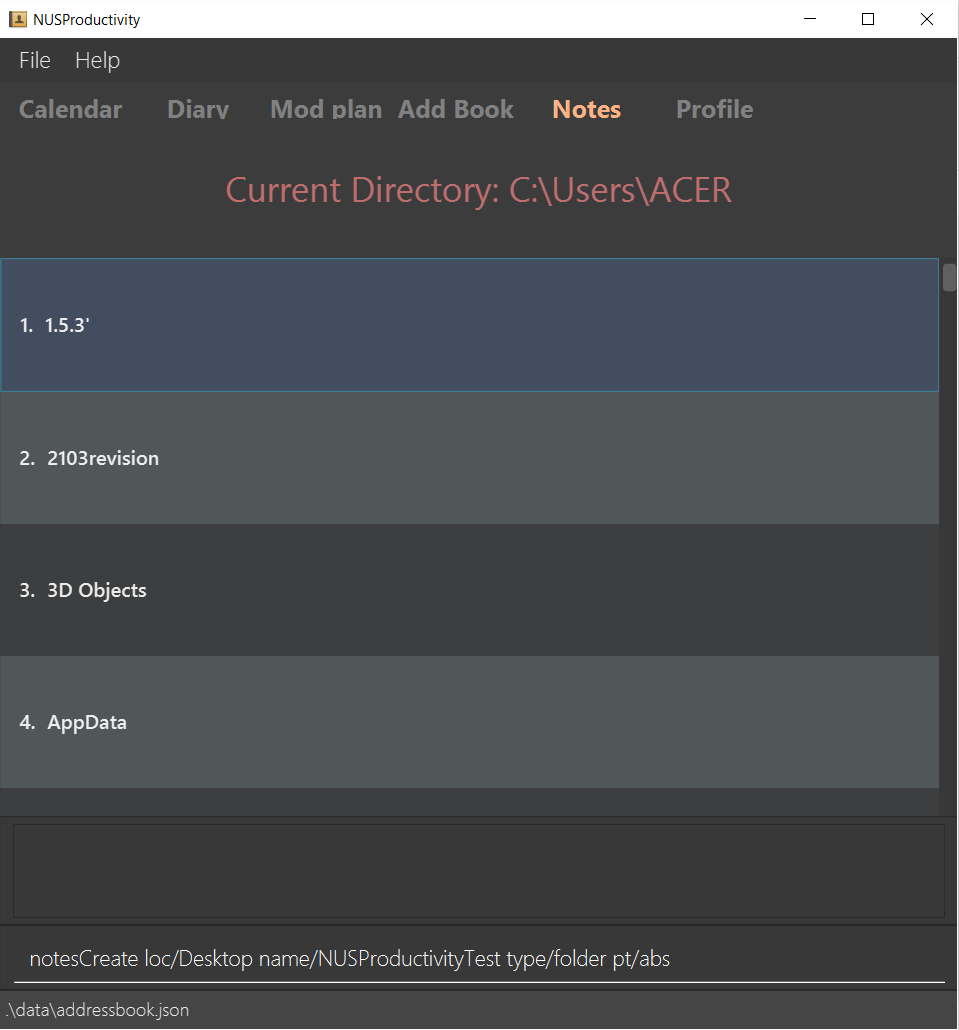 NUSProductivity
File Help
Calendar Diary Mod plan Add Book Notes Profile
Current Directory: C:\Users\ACER
1. 1.5.3'
2. 2103revision
3. 3D Objects
4. AppData
notesCreate loc/Desktop name/NUSProductivityTest type/folder pt/abs
.\data\addressbook.json